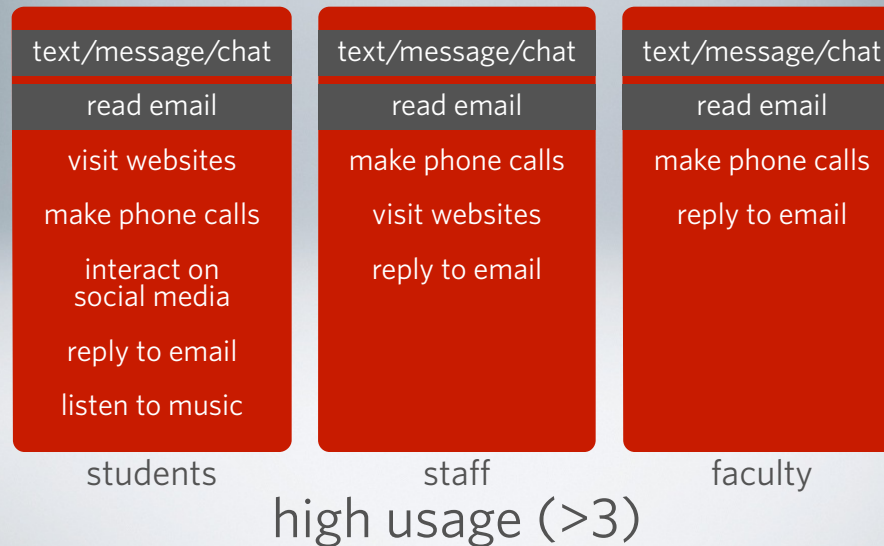 text/message/chat
read email
visit websites
make phone calls
interact on
social media
reply to email
listen to music
students
text/message/chat
read email
make phone calls
visit websites
reply to email
staff
text/message/chat
read email
make phone calls
reply to email
faculty
high usage (>3)